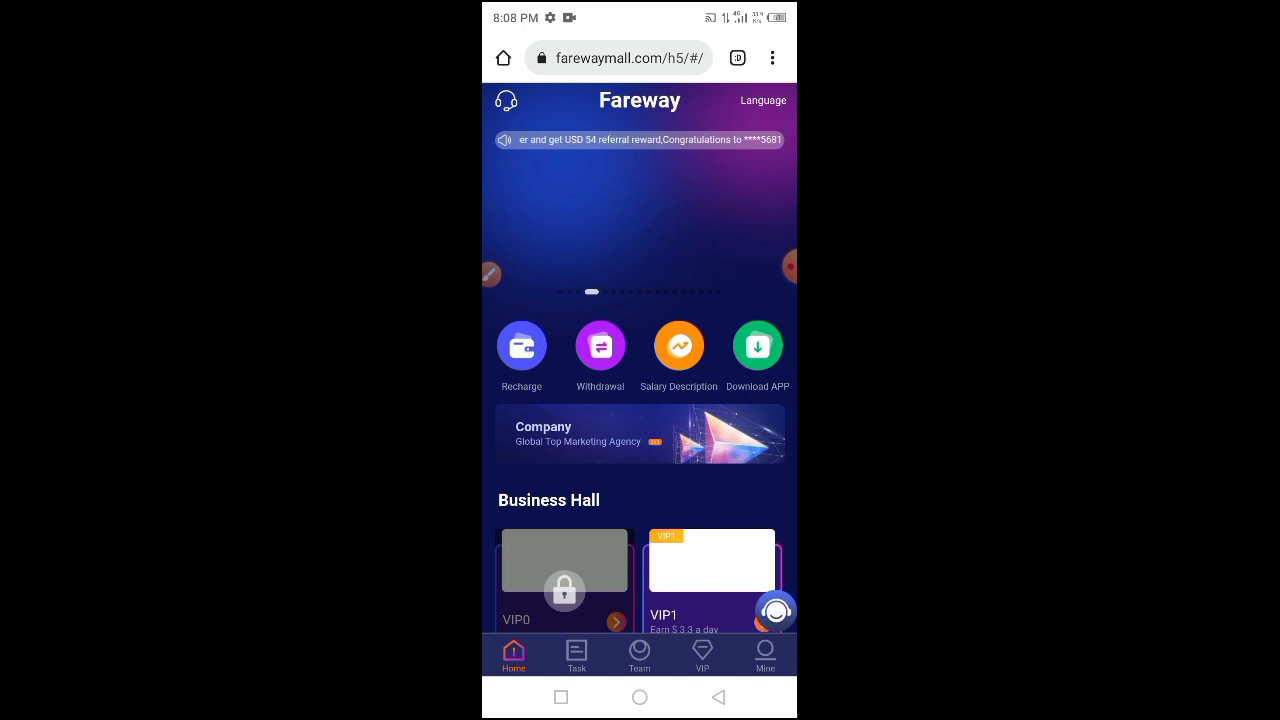 8:08 PM
farewaymall.com/h5/#/
Fareway
Language
er and get USD 54 referral reward,Congratulations to ****5681
Recharge
Withdrawal
Salary Description
Download APP
Company
Global Top Marketing Agency
Business Hall
VIP0
VIP1
VIP1
Earn $ 3.3 a day
Home
Task
Team
VIP
Mine